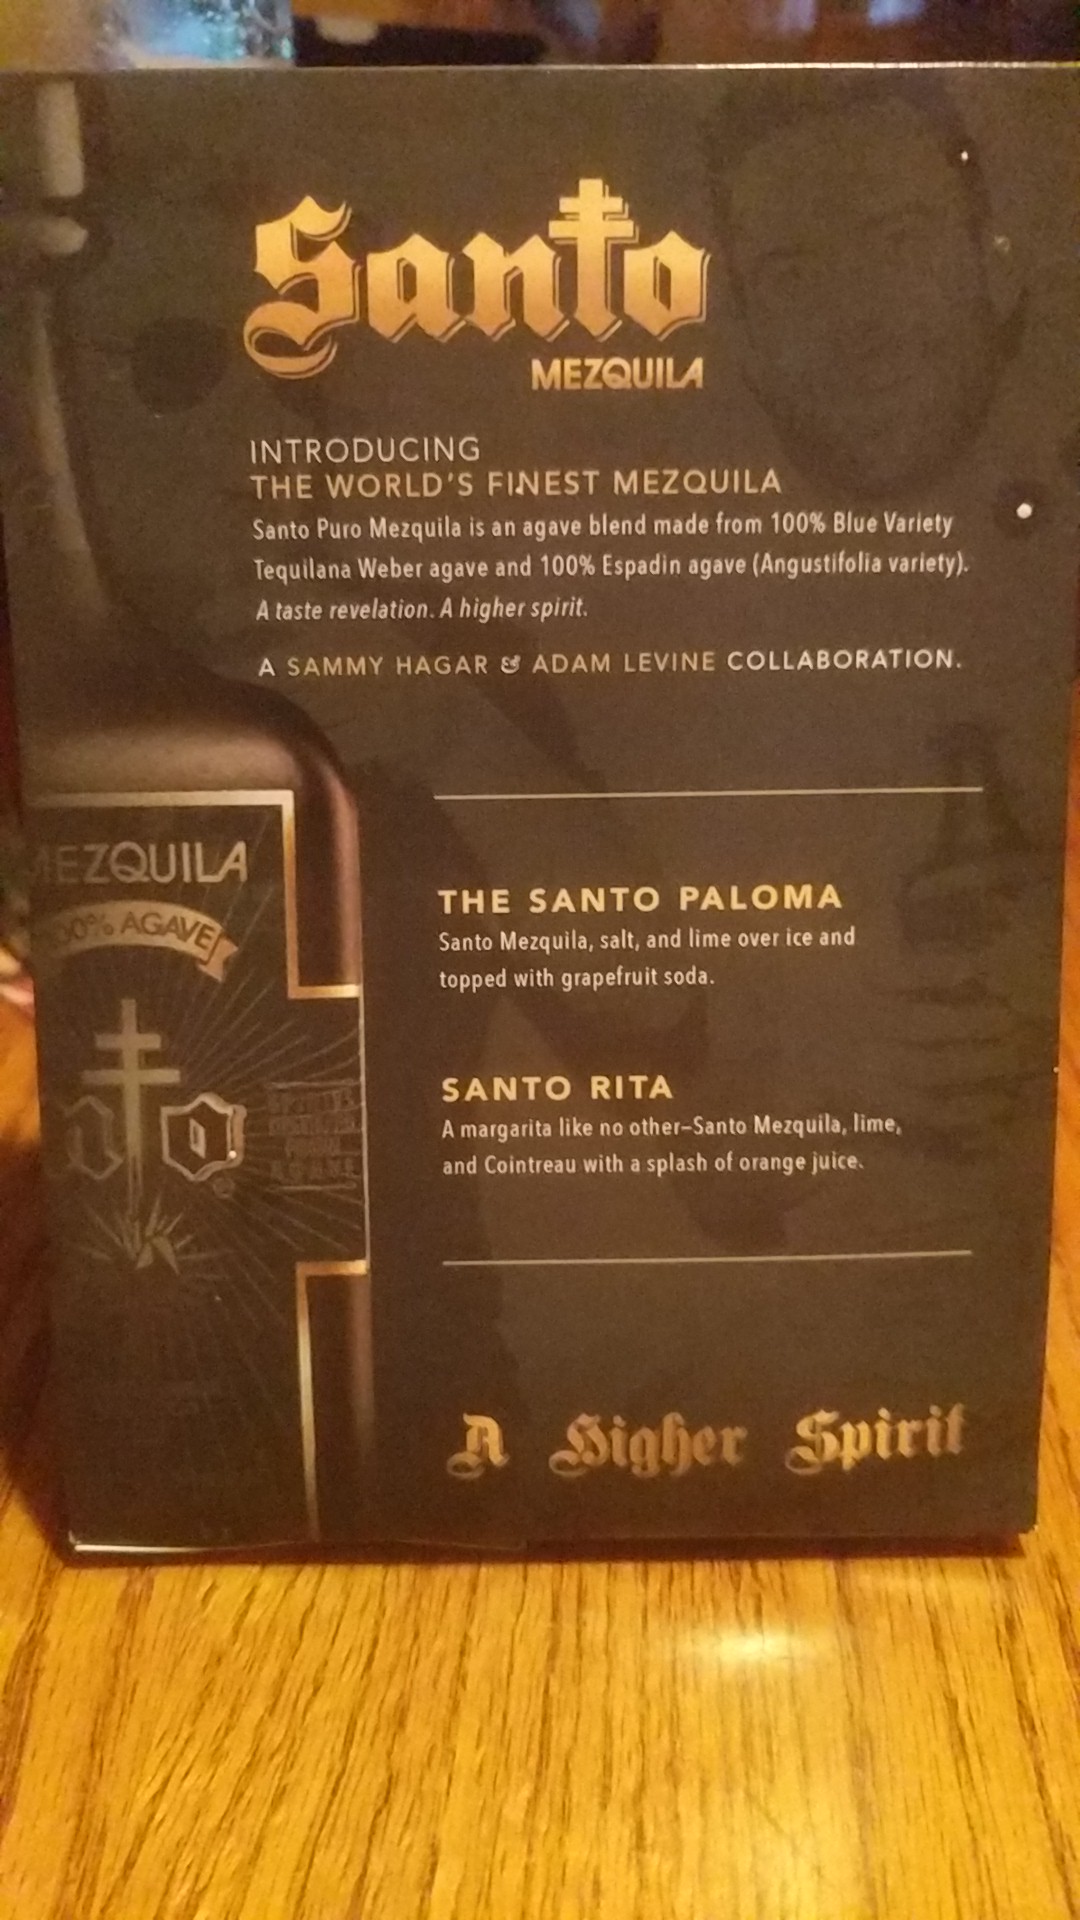 Santo
MEZQUILA
INTRODUCING
THE WORLD'S FINEST MEZQUILA
Santo Puro Mezquila is an agave blend made from 100% Blue Variety
Tequilana Weber agave and 100% Espadin agave (Angustifolia variety).
A taste revelation. A higher spirit.
A SAMMY HAGAR & ADAM LEVINE COLLABORATION.
MEZQUILA
100% AGAVE
THE SANTO PALOMA
Santo Mezquila, salt, and lime over ice and
topped with grapefruit soda.
SANTO RITA
A margarita like no other–Santo Mezquila, lime,
and Cointreau with a splash of orange juice.
A Higher Spirit